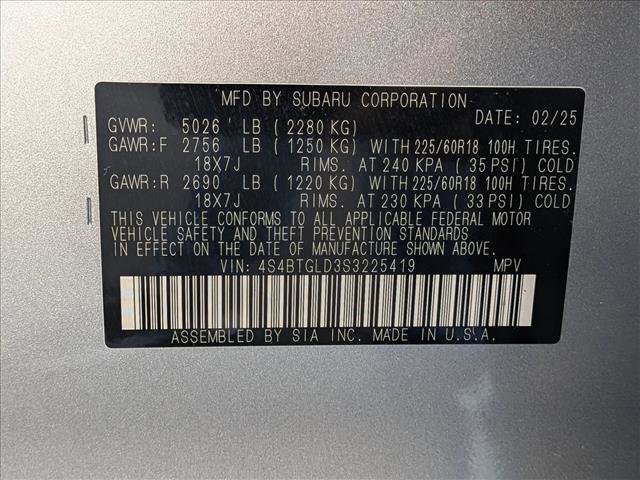 MFD BY SUBARU CORPORATION
DATE: 02/25
GVWR: 5026 LB (2280 KG)
GAWR:F 2756 LB (1250 KG) WITH 225/60R18 100H TIRES.
18X7J RIMS. AT 240 KPA (35 PSI) COLD
GAWR:R 2690 LB (1220 KG) WITH 225/60R18 100H TIRES.
18X7J RIMS. AT 230 KPA (33 PSI) COLD
THIS VEHICLE CONFORMS TO ALL APPLICABLE FEDERAL MOTOR
VEHICLE SAFETY AND THEFT PREVENTION STANDARDS
IN EFFECT ON THE DATE OF MANUFACTURE SHOWN ABOVE.
VIN: 4S4BTGLD3S3225419 MPV
ASSEMBLED BY SIA INC. MADE IN U.S.A.